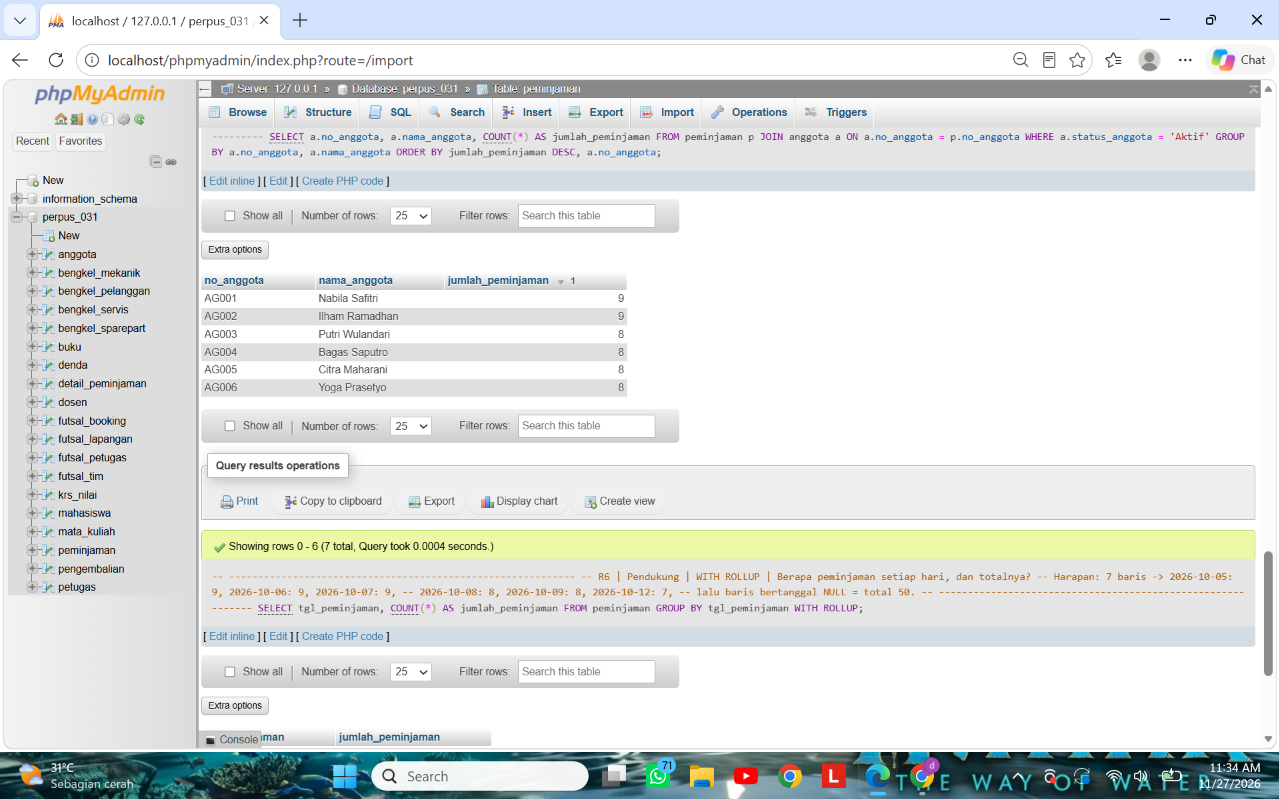 localhost / 127.0.0.1 / perpus_031
localhost/phpmyadmin/index.php?route=/import
Chat
phpMyAdmin
Recent Favorites
New
information_schema
perpus_031
New
anggota
bengkel_mekanik
bengkel_pelanggan
bengkel_servis
bengkel_sparepart
buku
denda
detail_peminjaman
dosen
futsal_booking
futsal_lapangan
futsal_petugas
futsal_tim
krs_nilai
mahasiswa
mata_kuliah
peminjaman
pengembalian
petugas
Server: 127.0.0.1 » Database: perpus_031 » Table: peminjaman
Browse Structure SQL Search Insert Export Import Operations Triggers
--------- SELECT a.no_anggota, a.nama_anggota, COUNT(*) AS jumlah_peminjaman FROM peminjaman p JOIN anggota a ON a.no_anggota = p.no_anggota WHERE a.status_anggota = 'Aktif' GROUP
BY a.no_anggota, a.nama_anggota ORDER BY jumlah_peminjaman DESC, a.no_anggota;
[ Edit inline ] [ Edit ] [ Create PHP code ]
Show all | Number of rows: 25 Filter rows: Search this table
Extra options
no_anggota nama_anggota jumlah_peminjaman 1
AG001 Nabila Safitri 9
AG002 Ilham Ramadhan 9
AG003 Putri Wulandari 8
AG004 Bagas Saputro 8
AG005 Citra Maharani 8
AG006 Yoga Prasetyo 8
Show all | Number of rows: 25 Filter rows: Search this table
Query results operations
Print Copy to clipboard Export Display chart Create view
Showing rows 0 - 6 (7 total, Query took 0.0004 seconds.)
-- --------------------------------------------------------- -- R6 | Pendukung | WITH ROLLUP | Berapa peminjaman setiap hari, dan totalnya? -- Harapan: 7 baris -> 2026-10-05:
9, 2026-10-06: 9, 2026-10-07: 9, -- 2026-10-08: 8, 2026-10-09: 8, 2026-10-12: 7, -- lalu baris bertanggal NULL = total 50. -- --------------------------------------------------
------- SELECT tgl_peminjaman, COUNT(*) AS jumlah_peminjaman FROM peminjaman GROUP BY tgl_peminjaman WITH ROLLUP;
[ Edit inline ] [ Edit ] [ Create PHP code ]
Show all | Number of rows: 25 Filter rows: Search this table
Extra options
Console jumlah_peminjaman
31°C
Sebagian cerah
Search
71
L
d
THE WAY OF WATER
11:34 AM
11/27/2026